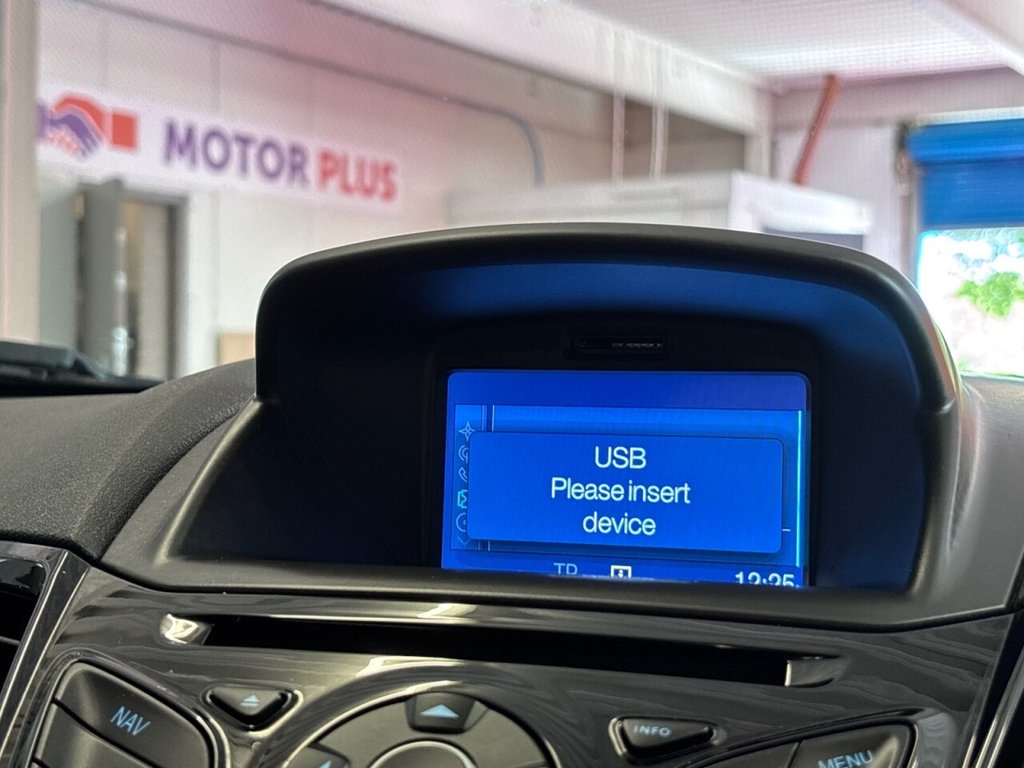 MOTOR PLUS
USB
Please insert
device
TP i 12:25
NAV
INFO
MENU